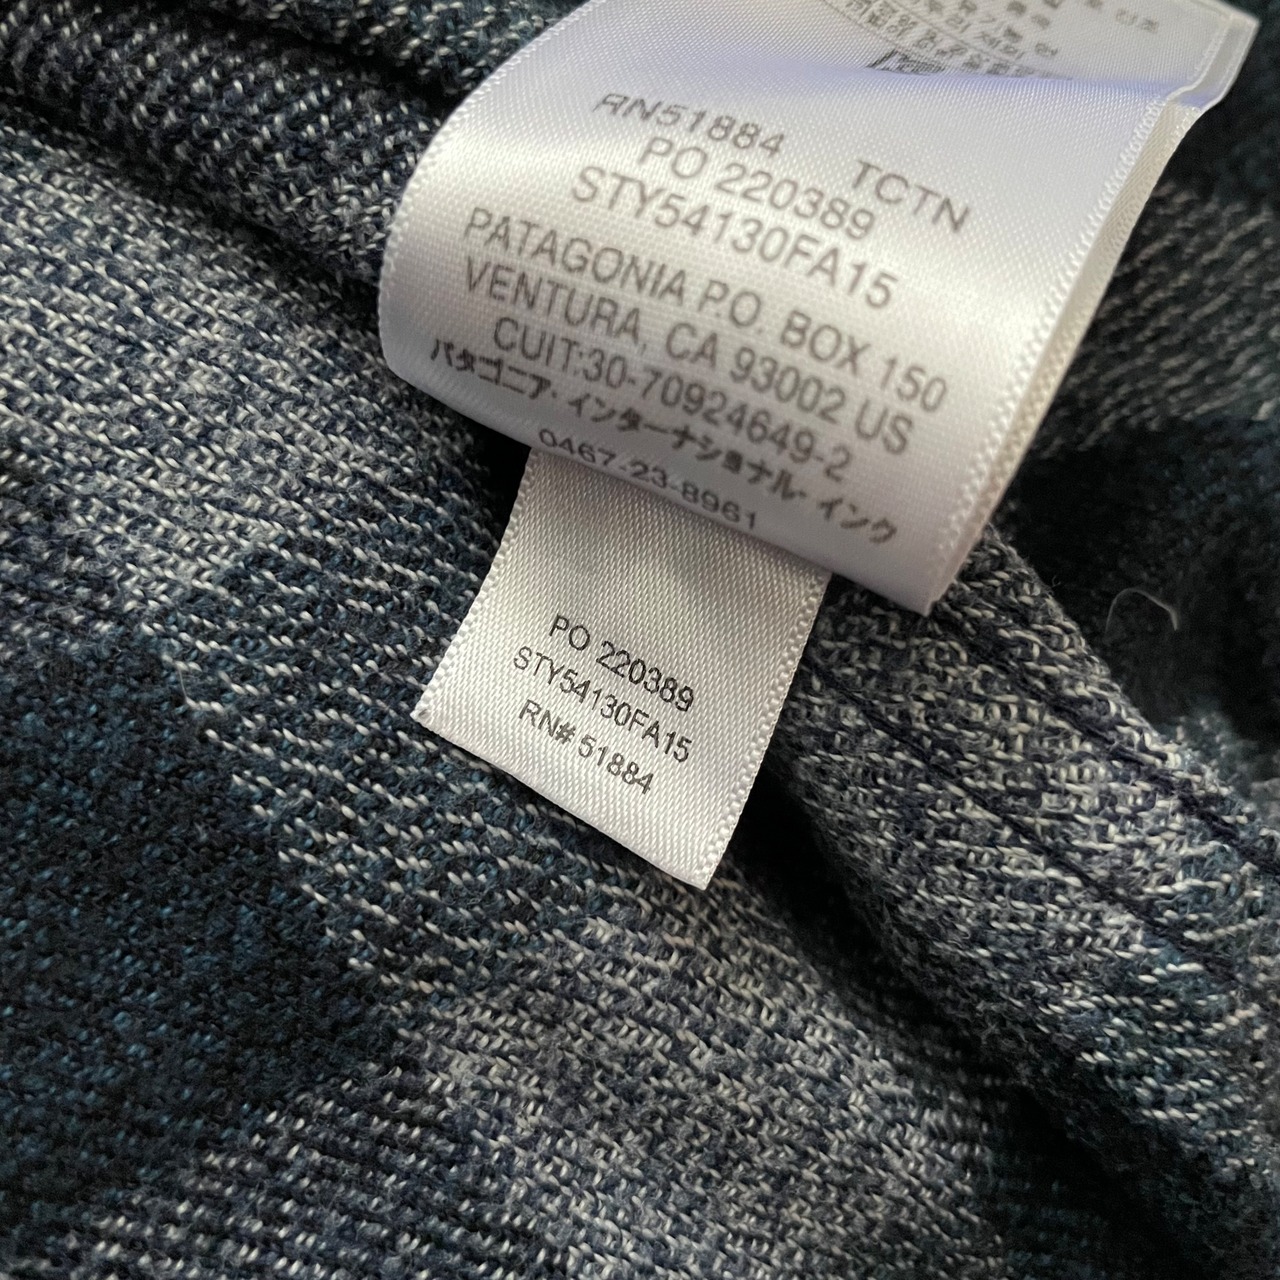 RN51884 TCTN
PO 220389
STY54130FA15
PATAGONIA P.O. BOX 150
VENTURA, CA 93002 US
CUIT:30-70924649-2
パタゴニア・インターナショナル・インク
0467-23-8961
PO 220389
STY54130FA15
RN# 51884